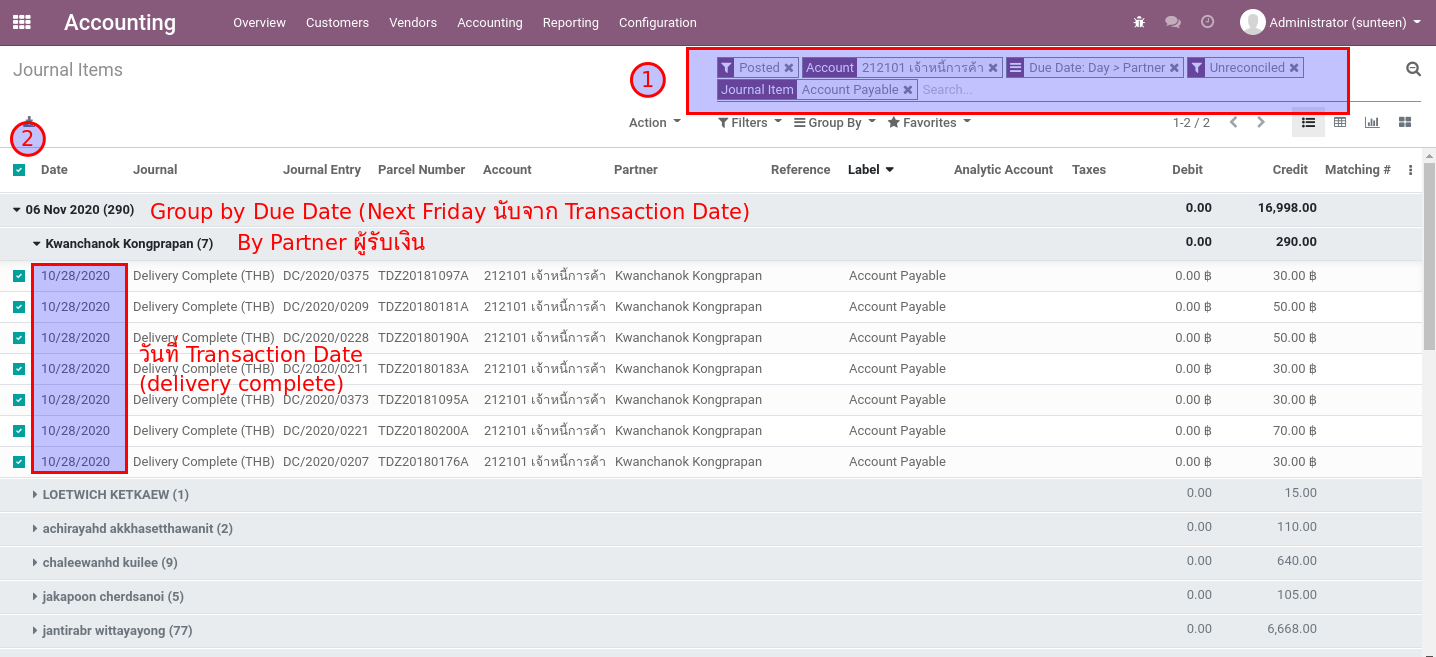 Accounting Overview Customers Vendors Accounting Reporting Configuration Administrator (sunteen)
Journal Items 1 Posted Account 212101 เจ้าหนี้การค้า Due Date: Day > Partner Unreconciled
Journal Item Account Payable Search...
2 Action Filters Group By Favorites 1-2 / 2
Date Journal Journal Entry Parcel Number Account Partner Reference Label Analytic Account Taxes Debit Credit Matching #
06 Nov 2020 (290) Group by Due Date (Next Friday นับจาก Transaction Date) 0.00 16,998.00
Kwanchanok Kongprapan (7) By Partner ผู้รับเงิน 0.00 290.00
10/28/2020 Delivery Complete (THB) DC/2020/0375 TDZ20181097A 212101 เจ้าหนี้การค้า Kwanchanok Kongprapan Account Payable 0.00 ฿ 30.00 ฿
10/28/2020 Delivery Complete (THB) DC/2020/0209 TDZ20180181A 212101 เจ้าหนี้การค้า Kwanchanok Kongprapan Account Payable 0.00 ฿ 50.00 ฿
10/28/2020 Delivery Complete (THB) DC/2020/0228 TDZ20180190A 212101 เจ้าหนี้การค้า Kwanchanok Kongprapan Account Payable 0.00 ฿ 50.00 ฿
วันที่ Transaction Date
10/28/2020 Delivery Complete (THB) DC/2020/0211 TDZ20180183A 212101 เจ้าหนี้การค้า Kwanchanok Kongprapan Account Payable 0.00 ฿ 30.00 ฿
(delivery complete)
10/28/2020 Delivery Complete (THB) DC/2020/0373 TDZ20181095A 212101 เจ้าหนี้การค้า Kwanchanok Kongprapan Account Payable 0.00 ฿ 30.00 ฿
10/28/2020 Delivery Complete (THB) DC/2020/0221 TDZ20180200A 212101 เจ้าหนี้การค้า Kwanchanok Kongprapan Account Payable 0.00 ฿ 70.00 ฿
10/28/2020 Delivery Complete (THB) DC/2020/0207 TDZ20180176A 212101 เจ้าหนี้การค้า Kwanchanok Kongprapan Account Payable 0.00 ฿ 30.00 ฿
LOETWICH KETKAEW (1) 0.00 15.00
achirayahd akkhasetthawanit (2) 0.00 110.00
chaleewanhd kuilee (9) 0.00 640.00
jakapoon cherdsanoi (5) 0.00 105.00
jantirabr wittayayong (77) 0.00 6,668.00